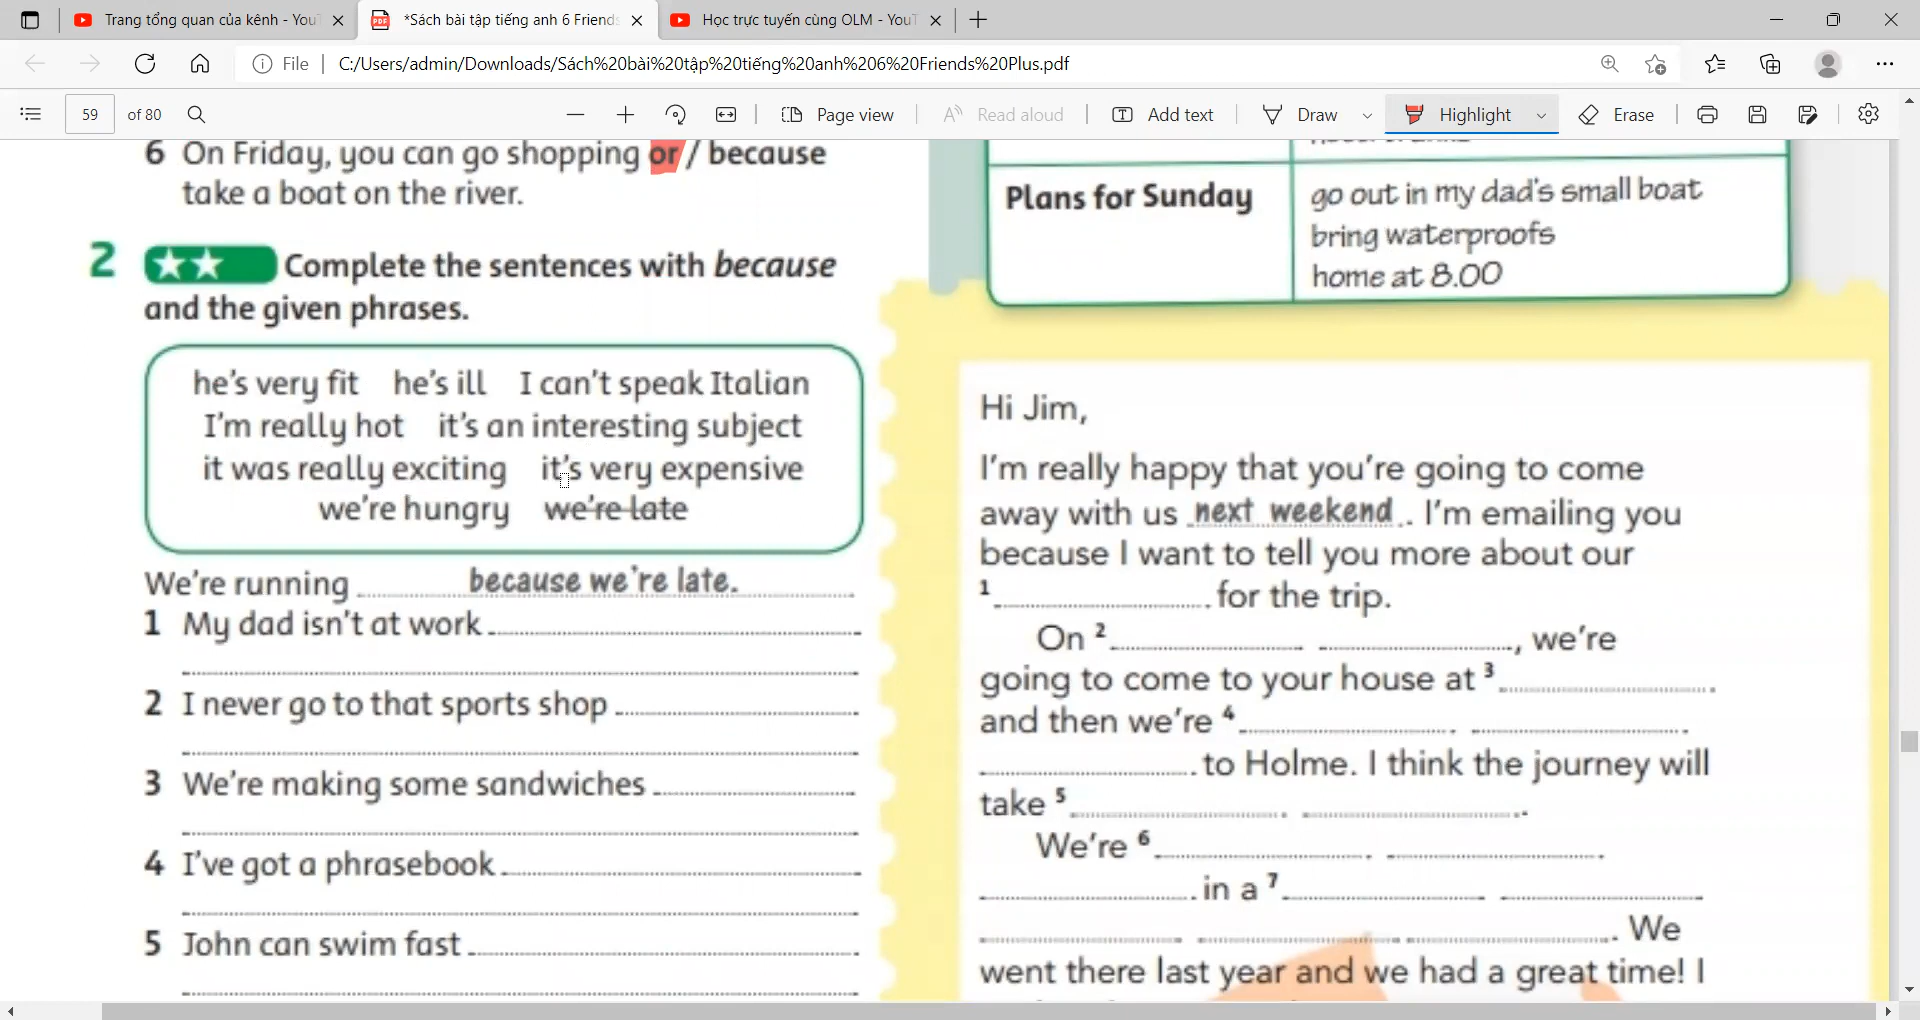 Trang tổng quan của kênh - You
*Sách bài tập tiếng anh 6 Friends
Học trực tuyến cùng OLM - YouT
File
C:/Users/admin/Downloads/Sách%20bài%20tập%20tiếng%20anh%206%20Friends%20Plus.pdf
59 of 80
Page view
Read aloud
Add text
Draw
Highlight
Erase
6 On Friday, you can go shopping or / because
take a boat on the river.
2 Complete the sentences with because
and the given phrases.
he's very fit he's ill I can't speak Italian
I'm really hot it's an interesting subject
it was really exciting it's very expensive
we're hungry we're late
We're running because we're late.
1 My dad isn't at work
2 I never go to that sports shop
3 We're making some sandwiches
4 I've got a phrasebook
5 John can swim fast
Plans for Sunday
go out in my dad's small boat
bring waterproofs
home at 8.00
Hi Jim,
I'm really happy that you're going to come
away with us next weekend. I'm emailing you
because I want to tell you more about our
1 for the trip.
On 2 , we're
going to come to your house at 3
and then we're 4
to Holme. I think the journey will
take 5 .
We're 6
in a 7
. We
went there last year and we had a great time! I